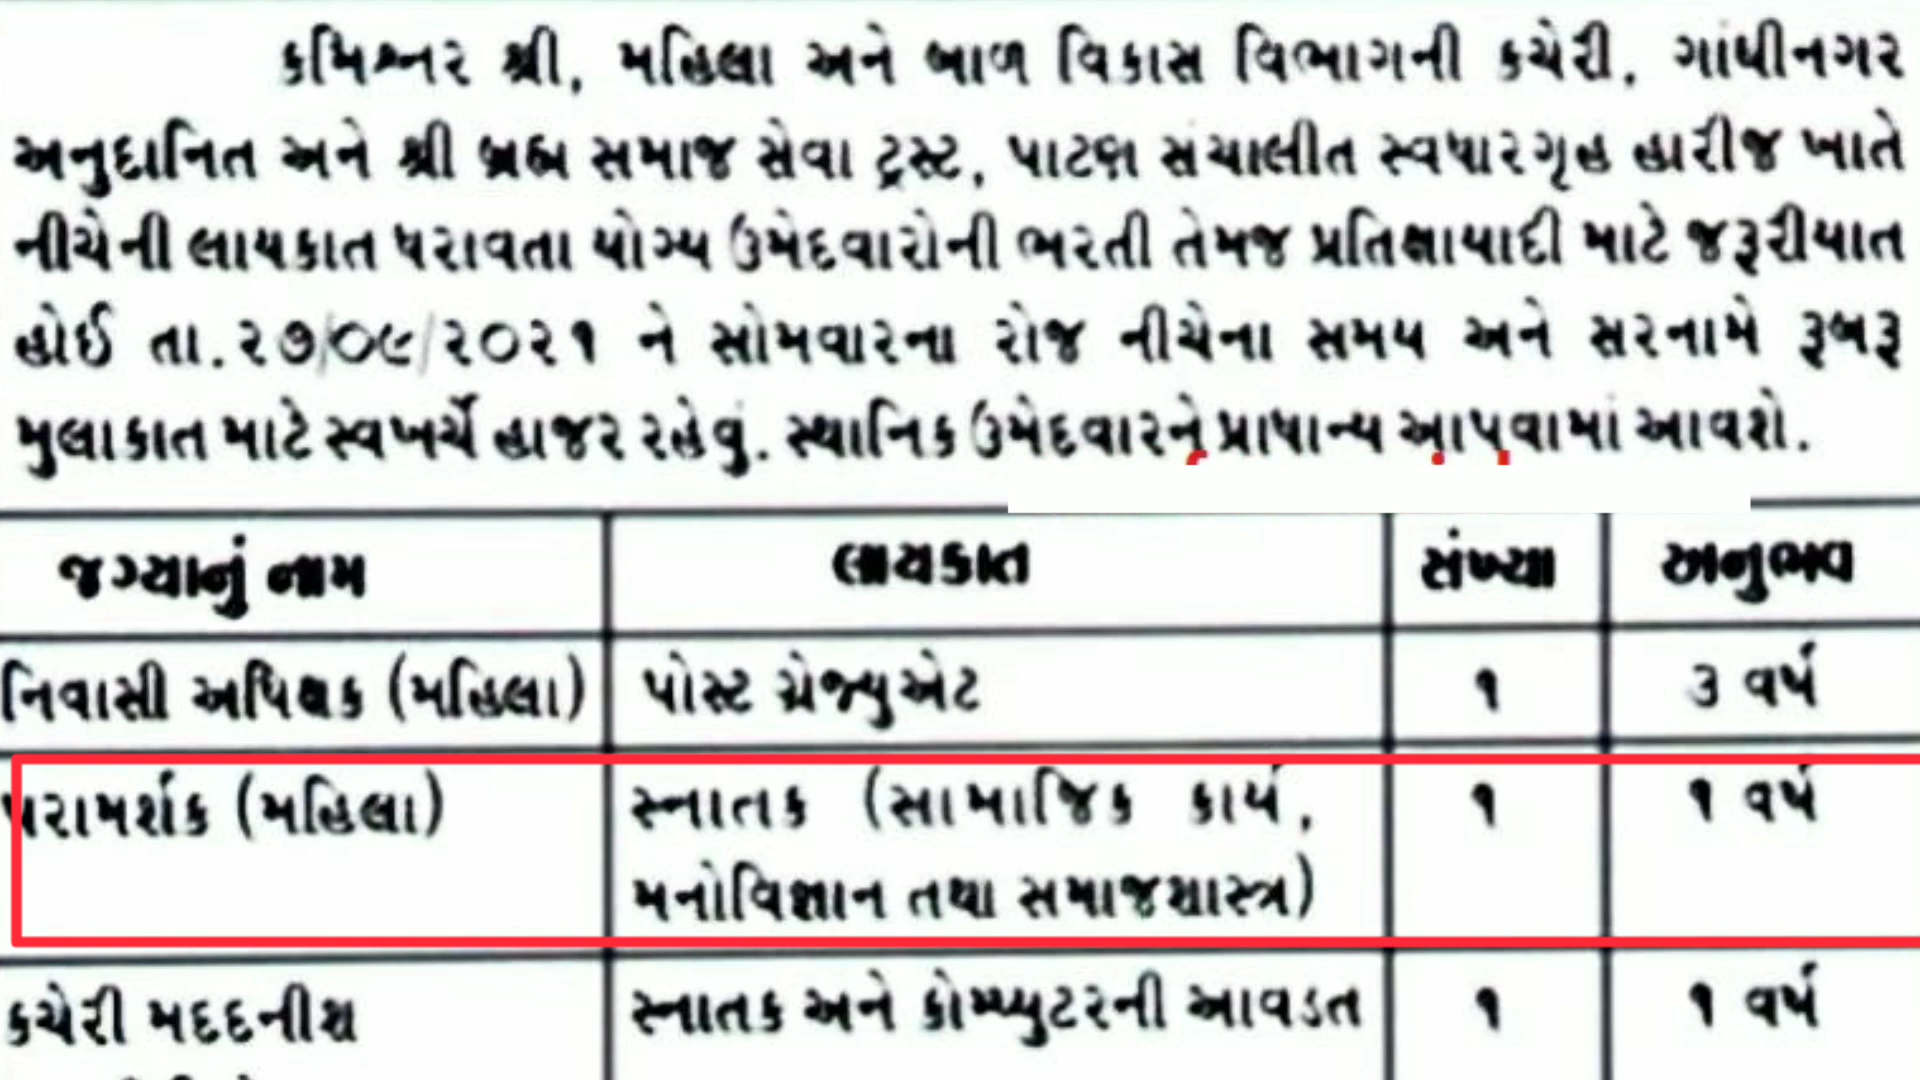 કમિશ્નર શ્રી, મહિલા અને બાળ વિકાસ વિભાગની કચેરી, ગાંધીનગર
અનુદાનિત અને શ્રી બ્રહ્મ સમાજ સેવા ટ્રસ્ટ, પાટણ સંચાલીત સ્વધારગૃહ હારીજ ખાતે
નીચેની લાયકાત ધરાવતા યોગ્ય ઉમેદવારોની ભરતી તેમજ પ્રતિક્ષાયાદી માટે જરૂરીયાત
હોઈ તા.૨૭/૦૯/૨૦૨૧ ને સોમવારના રોજ નીચેના સમય અને સરનામે રૂબરૂ
મુલાકાત માટે સ્વખર્ચે હાજર રહેવું. સ્થાનિક ઉમેદવારને પ્રાધાન્ય આપવામાં આવશે.
જગ્યાનું નામ લાયકાત સંખ્યા અનુભવ
નિવાસી અધિક્ષક (મહિલા) પોસ્ટ ગ્રેજ્યુએટ ૧ ૩ વર્ષ
પરામર્શક (મહિલા) સ્નાતક (સામાજિક કાર્ય, ૧ ૧ વર્ષ
મનોવિજ્ઞાન તથા સમાજશાસ્ત્ર)
કચેરી મદદનીશ સ્નાતક અને કોમ્પ્યુટરની આવડત ૧ ૧ વર્ષ